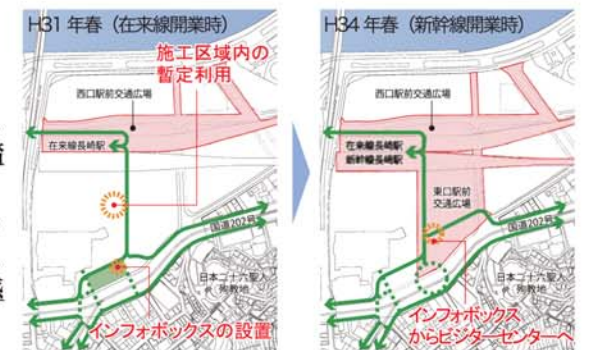 H31年春（在来線開業時）
施工区域内の
暫定利用
西口駅前交通広場
在来線長崎駅
国道202号
日本二十六聖人
殉教地
インフォボックスの設置
H34年春（新幹線開業時）
西口駅前交通広場
在来線長崎駅
新幹線長崎駅
東口駅前
交通広場
国道202号
日本二十六聖人
殉教地
インフォボックス
からビジターセンターへ